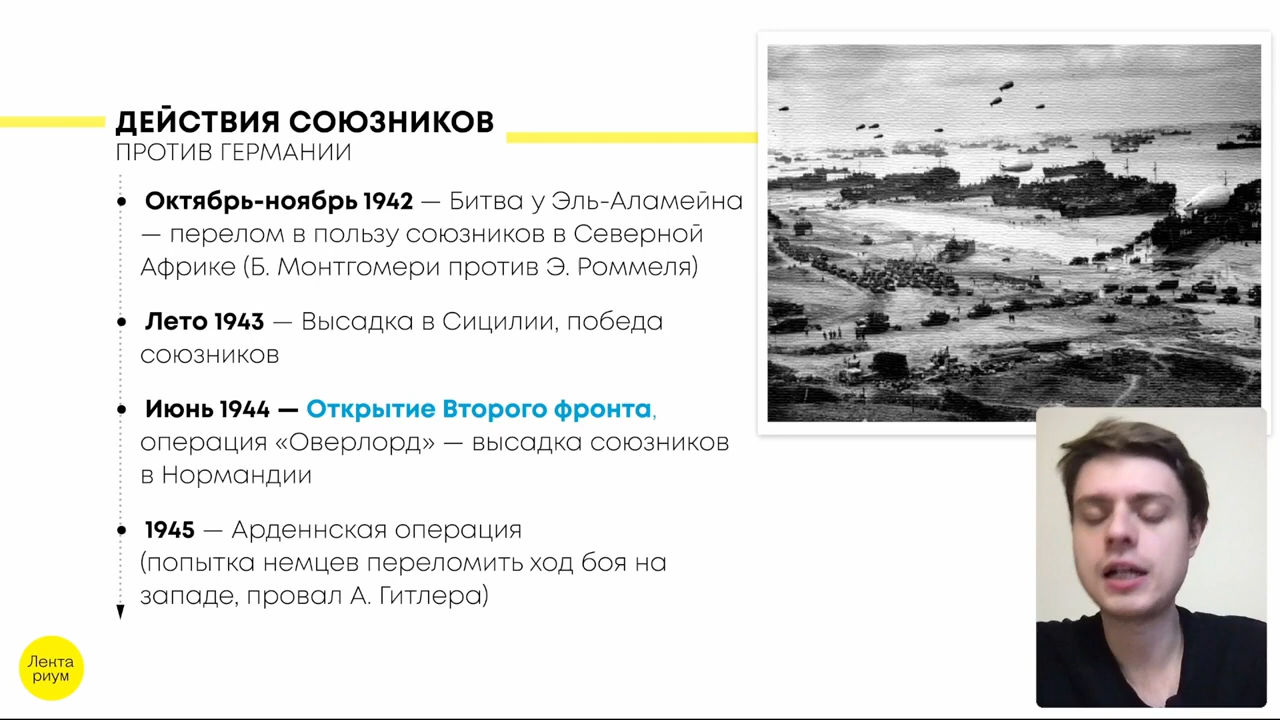 ДЕЙСТВИЯ СОЮЗНИКОВ
ПРОТИВ ГЕРМАНИИ
• Октябрь-ноябрь 1942 — Битва у Эль-Аламейна
— перелом в пользу союзников в Северной
Африке (Б. Монтгомери против Э. Роммеля)
• Лето 1943 — Высадка в Сицилии, победа
союзников
• Июнь 1944 — Открытие Второго фронта,
операция «Оверлорд» — высадка союзников
в Нормандии
• 1945 — Арденнская операция
(попытка немцев переломить ход боя на
западе, провал А. Гитлера)
Лекта
риум